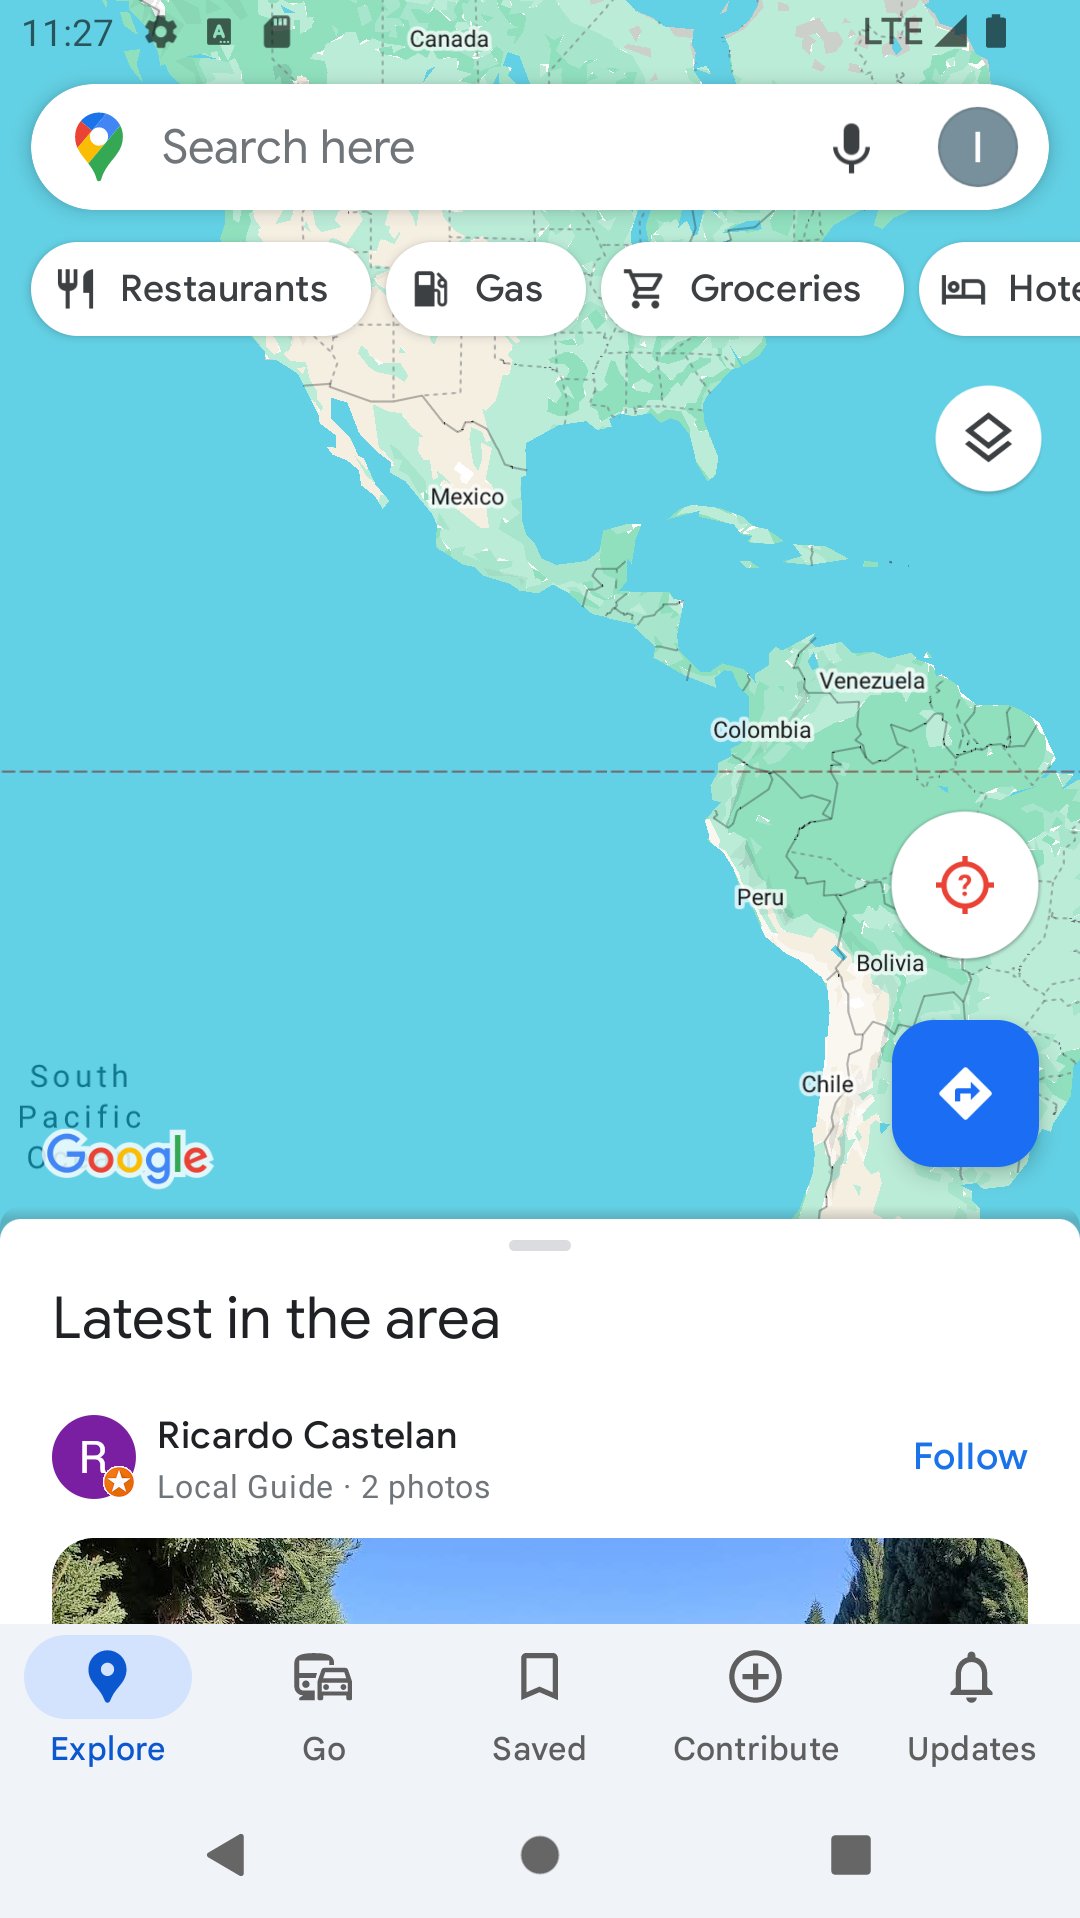 11:27
LTE
Canada
Search here
I
Restaurants
Gas
Groceries
Hote
Mexico
Venezuela
Colombia
Peru
Bolivia
Chile
South
Pacific
Google
Latest in the area
R
Ricardo Castelan
Local Guide · 2 photos
Follow
Explore
Go
Saved
Contribute
Updates